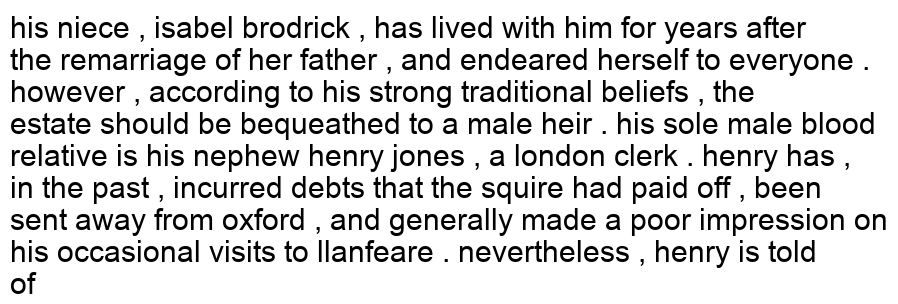 his niece , isabel brodrick , has lived with him for years after
the remarriage of her father , and endeared herself to everyone .
however , according to his strong traditional beliefs , the
estate should be bequeathed to a male heir . his sole male blood
relative is his nephew henry jones , a london clerk . henry has ,
in the past , incurred debts that the squire had paid off , been
sent away from oxford , and generally made a poor impression on
his occasional visits to llanfeare . nevertheless , henry is told
of